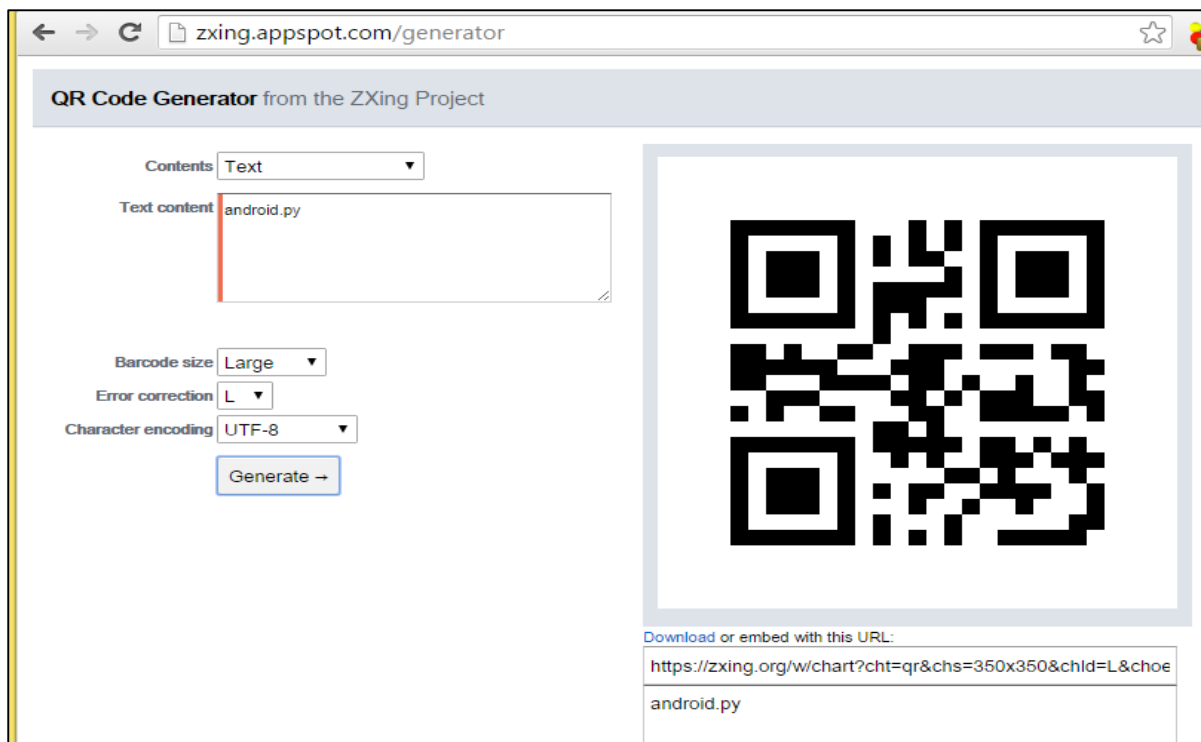 zxing.appspot.com/generator
QR Code Generator from the ZXing Project
Contents Text
Text content android.py
Barcode size Large
Error correction L
Character encoding UTF-8
Generate →
Download or embed with this URL:
https://zxing.org/w/chart?cht=qr&chs=350x350&chld=L&choe
android.py